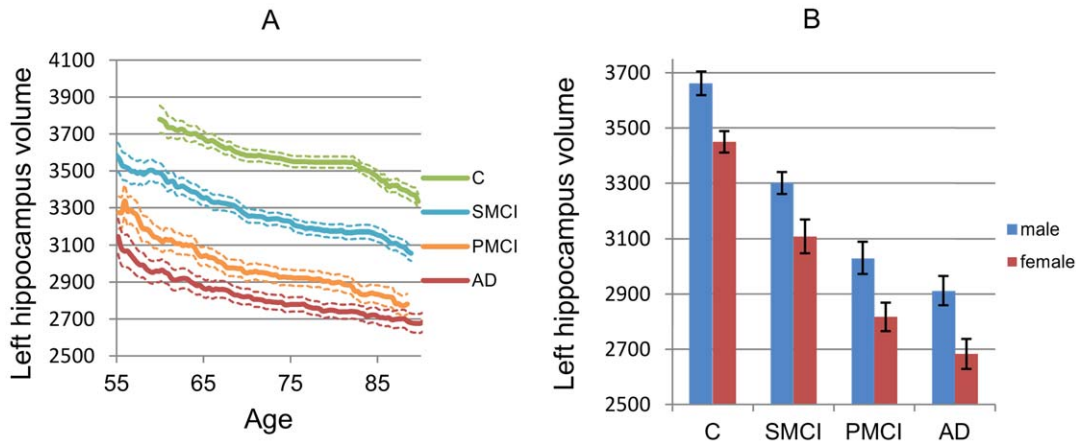 A
Left hippocampus volume
4100
3900
3700
3500
3300
3100
2900
2700
2500
55 65 75 85
Age
C
SMCI
PMCI
AD
B
Left hippocampus volume
3700
3500
3300
3100
2900
2700
2500
C SMCI PMCI AD
male
female